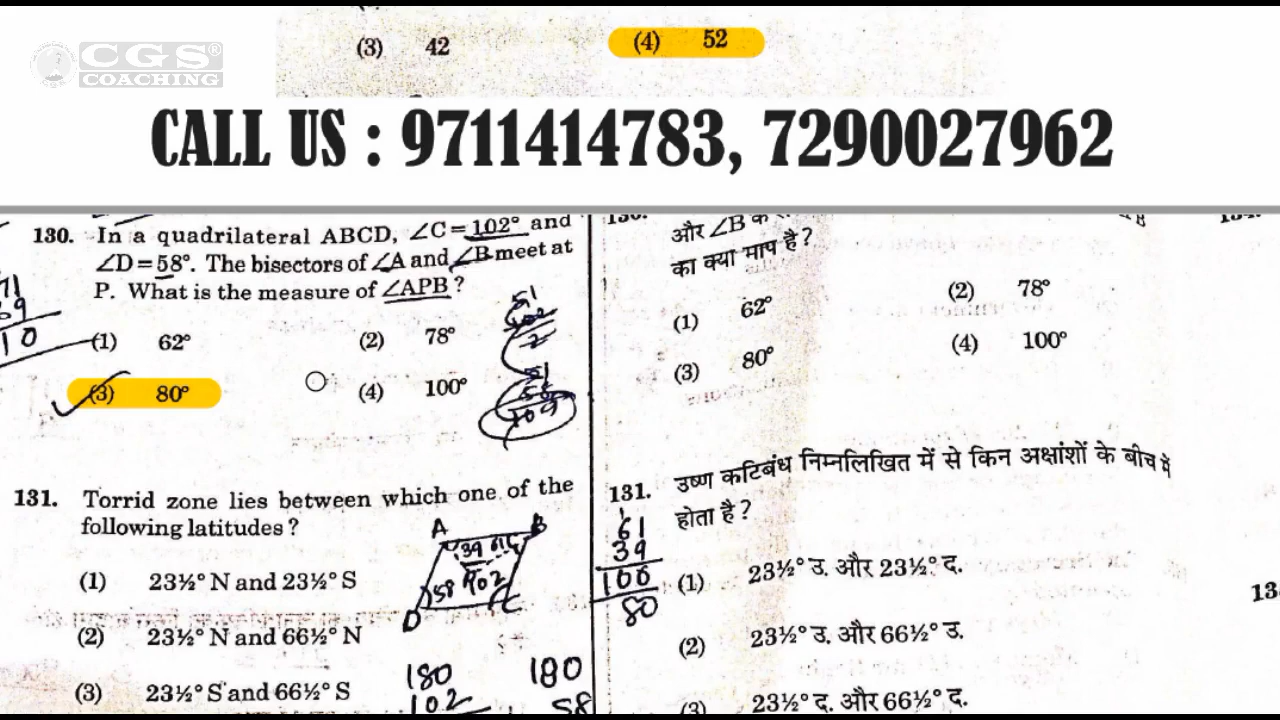 (3) 42 (4) 52
CGS®
COACHING
CALL US : 9711414783, 7290027962
130. In a quadrilateral ABCD, ∠C = 102° and
∠D = 58°. The bisectors of ∠A and ∠B meet at
P. What is the measure of ∠APB ?
(1) 62° (2) 78°
(3) 80° (4) 100°
131. Torrid zone lies between which one of the
following latitudes ?
(1) 23½° N and 23½° S
(2) 23½° N and 66½° N
(3) 23½° S and 66½° S
A B
39 61
58 102
D C
180 180
102 58
और ∠B के
का क्या माप है ?
(1) 62° (2) 78°
(3) 80° (4) 100°
131. उष्ण कटिबंध निम्नलिखित में से किन अक्षांशों के बीच में
होता है ?
61
39
100
80
(1) 23½° उ. और 23½° द.
(2) 23½° उ. और 66½° उ.
(3) 23½° द. और 66½° द.